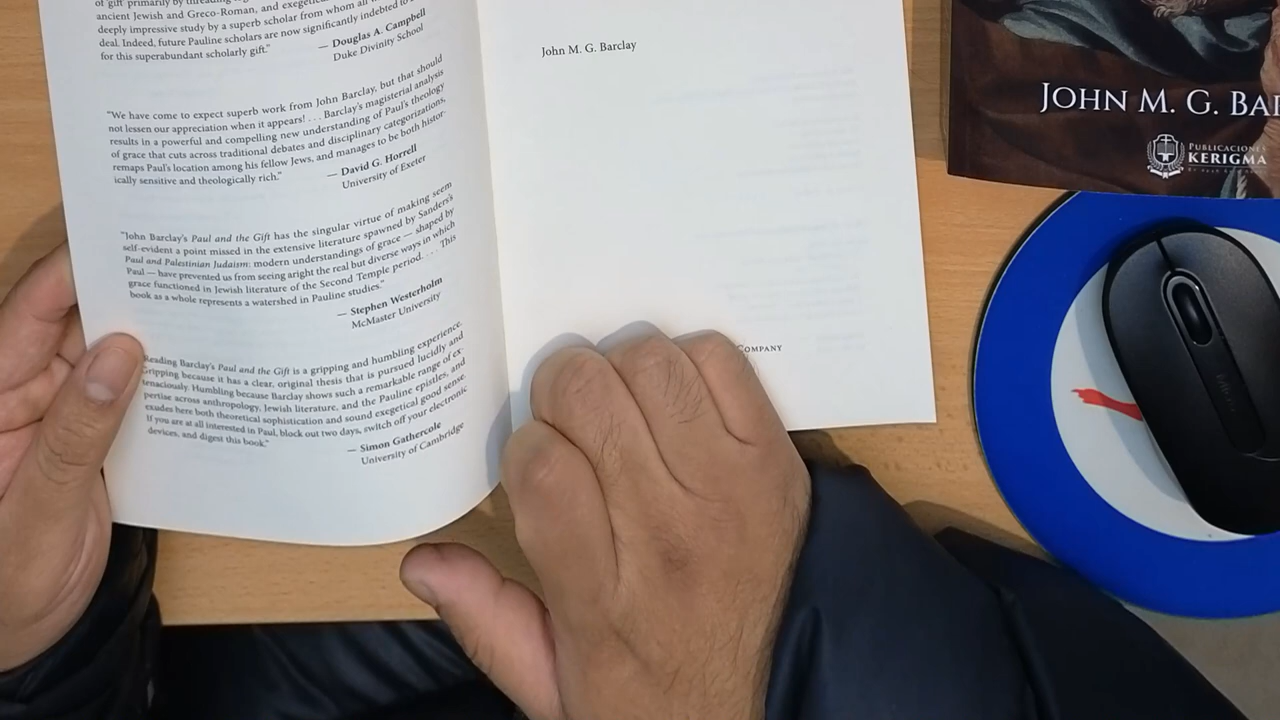 of 'gift' primarily by
ancient Jewish and Greco-Roman, and
deeply impressive study by a superb scholar from whom all
deal. Indeed, future Pauline scholars are now significantly indebted to
for this superabundant scholarly gift."
— Douglas A. Campbell
Duke Divinity School
"We have come to expect superb work from John Barclay, but that should
not lessen our appreciation when it appears! . . . Barclay's magisterial analysis
results in a powerful and compelling new understanding of Paul's theology
of grace that cuts across traditional debates and disciplinary categorizations,
remaps Paul's location among his fellow Jews, and manages to be both histor-
ically sensitive and theologically rich."
— David G. Horrell
University of Exeter
"John Barclay's Paul and the Gift has the singular virtue of making seem
self-evident a point missed in the extensive literature spawned by Sanders's
Paul and Palestinian Judaism: modern understandings of grace — shaped by
Paul — have prevented us from seeing aright the real but diverse ways in which
grace functioned in Jewish literature of the Second Temple period. . . . This
book as a whole represents a watershed in Pauline studies."
— Stephen Westerholm
McMaster University
Reading Barclay's Paul and the Gift is a gripping and humbling experience.
Gripping because it has a clear, original thesis that is pursued lucidly and
tenaciously. Humbling because Barclay shows such a remarkable range of ex-
pertise across anthropology, Jewish literature, and the Pauline epistles, and
exudes here both theoretical sophistication and sound exegetical good sense.
If you are at all interested in Paul, block out two days, switch off your electronic
devices, and digest this book."
— Simon Gathercole
University of Cambridge
John M. G. Barclay
Company
John M. G. Bar
Publicaciones
Kerigma